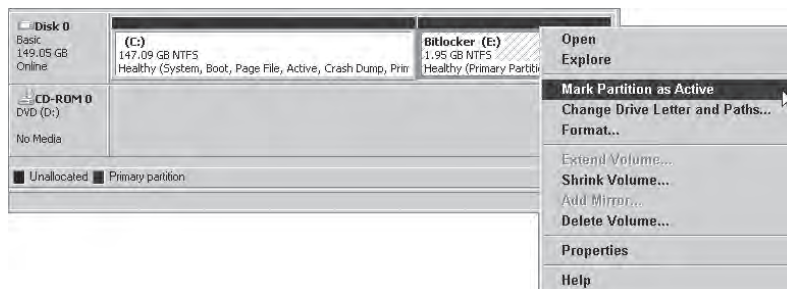 Disk 0
Basic
149.05 GB
Online
(C:)
147.09 GB NTFS
Healthy (System, Boot, Page File, Active, Crash Dump, Prim
Bitlocker (E:)
1.95 GB NTFS
Healthy (Primary Partiti
CD-ROM 0
DVD (D:)
No Media
Unallocated Primary partition
Open
Explore
Mark Partition as Active
Change Drive Letter and Paths...
Format...
Extend Volume...
Shrink Volume...
Add Mirror...
Delete Volume...
Properties
Help